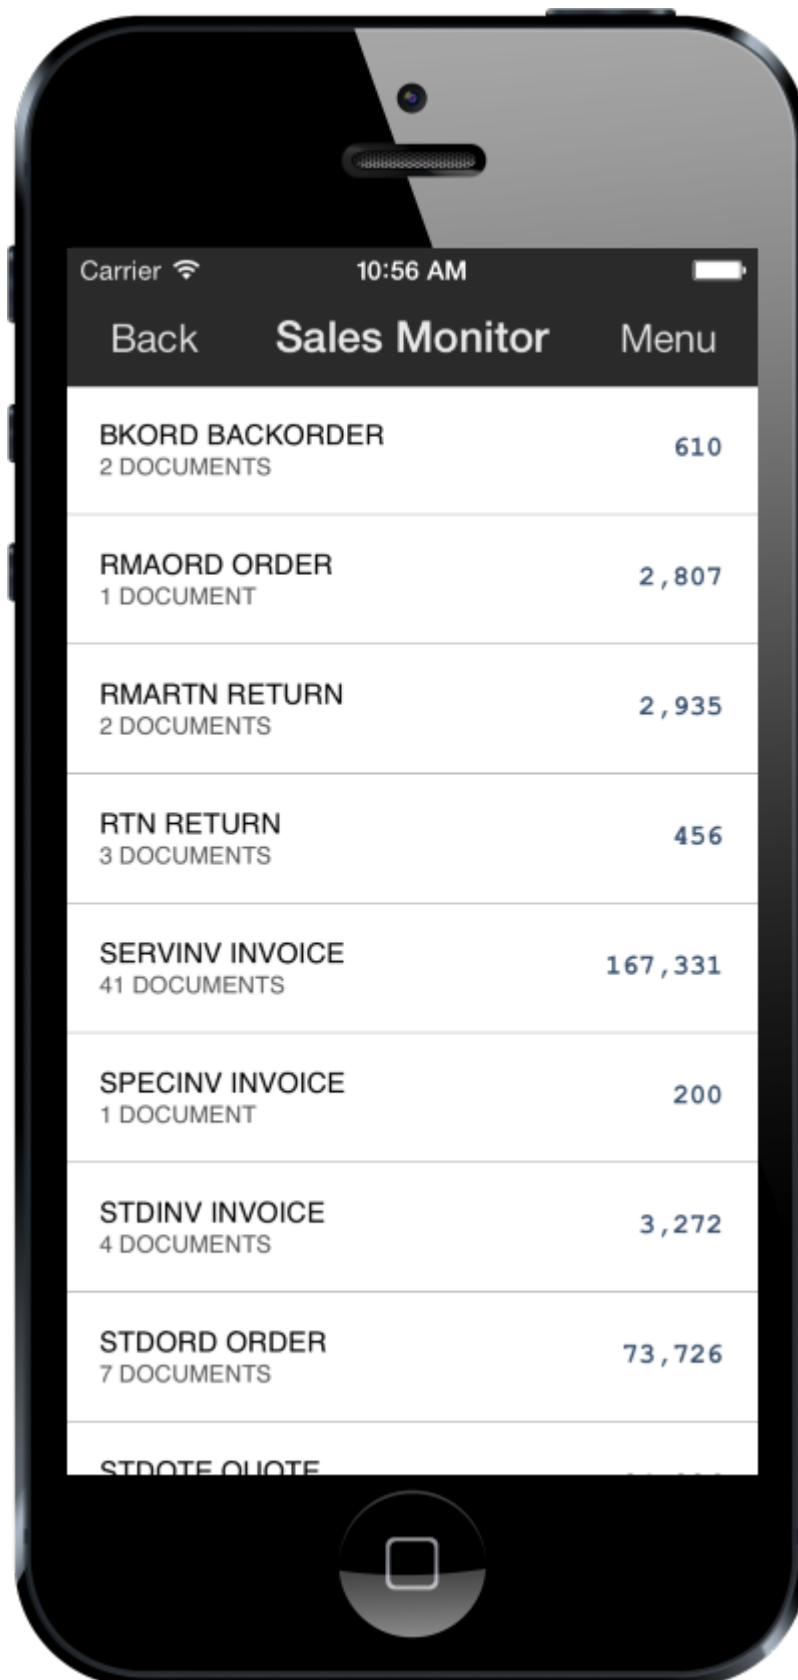 Carrier 10:56 AM
Back Sales Monitor Menu
BKORD BACKORDER 610
2 DOCUMENTS
RMAORD ORDER 2,807
1 DOCUMENT
RMARTN RETURN 2,935
2 DOCUMENTS
RTN RETURN 456
3 DOCUMENTS
SERVINV INVOICE 167,331
41 DOCUMENTS
SPECINV INVOICE 200
1 DOCUMENT
STDINV INVOICE 3,272
4 DOCUMENTS
STDORD ORDER 73,726
7 DOCUMENTS
STDQTE QUOTE